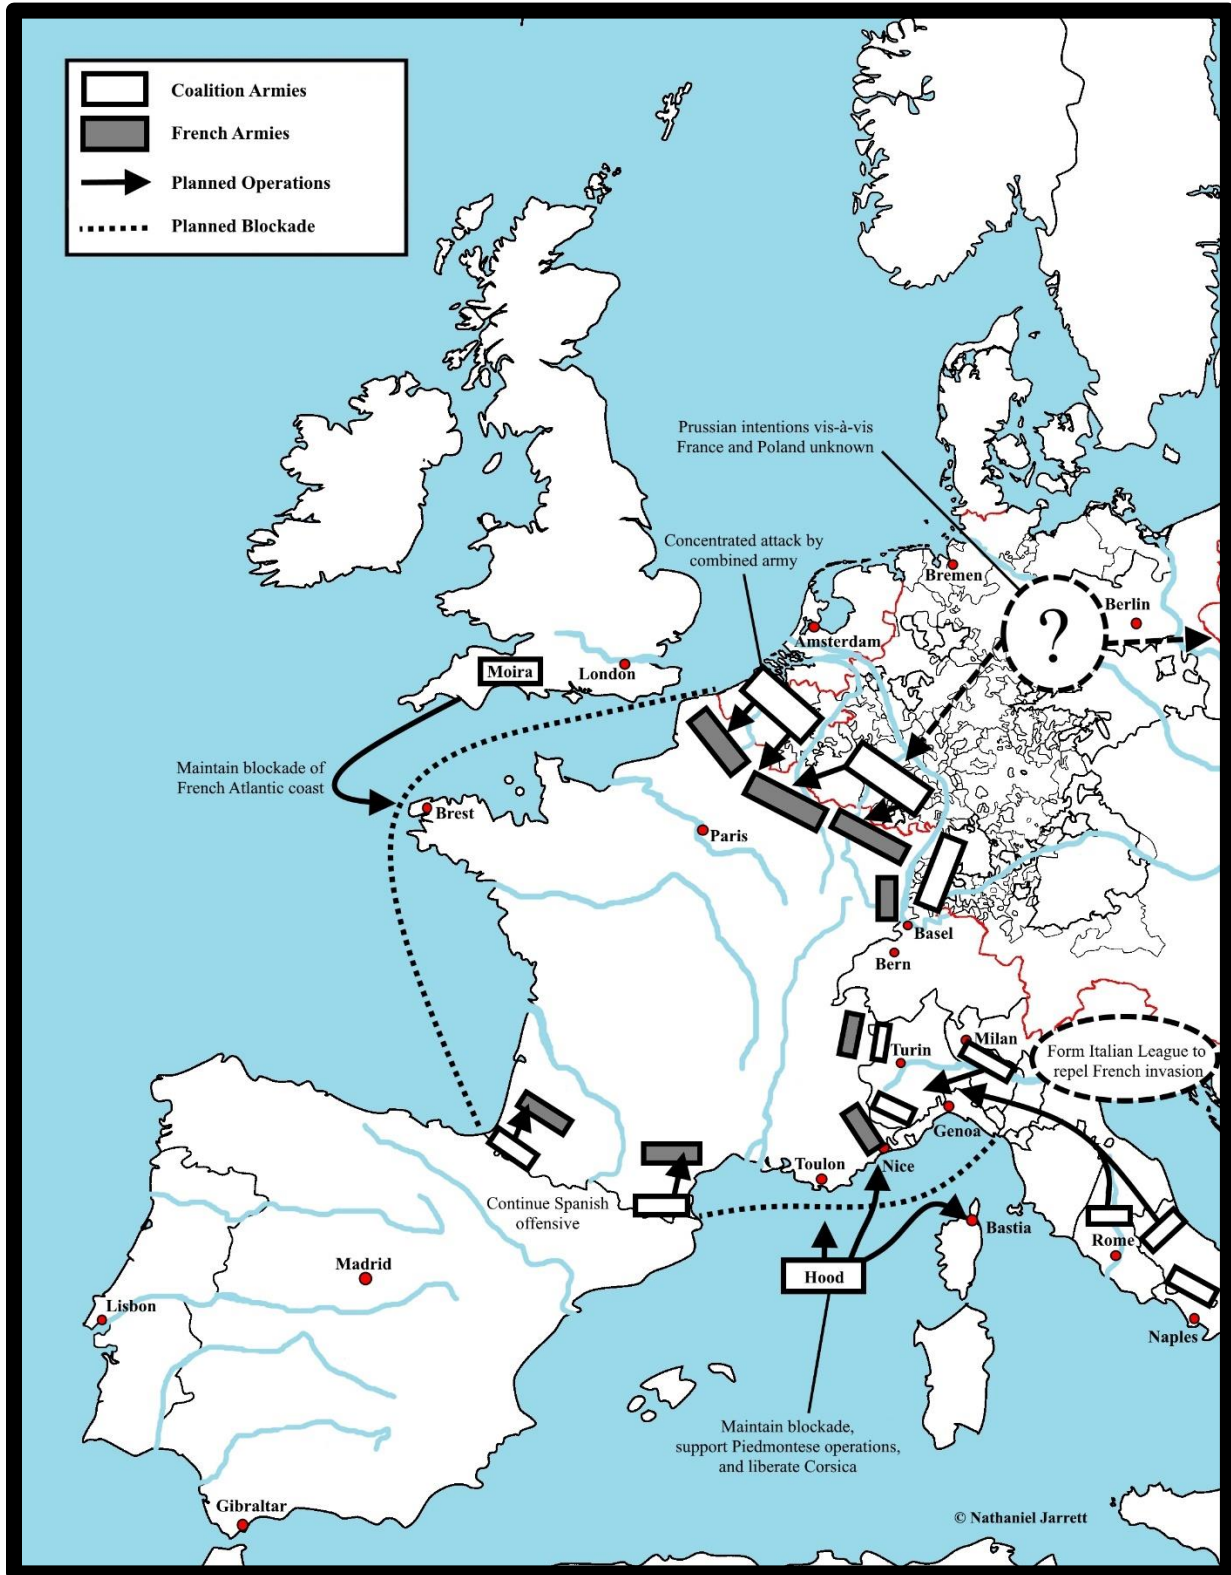 Coalition Armies
French Armies
Planned Operations
Planned Blockade
Prussian intentions vis-à-vis
France and Poland unknown
Concentrated attack by
combined army
Bremen
Berlin
?
Amsterdam
Moira
London
Maintain blockade of
French Atlantic coast
Brest
Paris
Basel
Bern
Milan
Turin
Form Italian League to
repel French invasion
Genoa
Nice
Toulon
Continue Spanish
offensive
Bastia
Rome
Hood
Madrid
Lisbon
Naples
Maintain blockade,
support Piedmontese operations,
and liberate Corsica
Gibraltar
© Nathaniel Jarrett